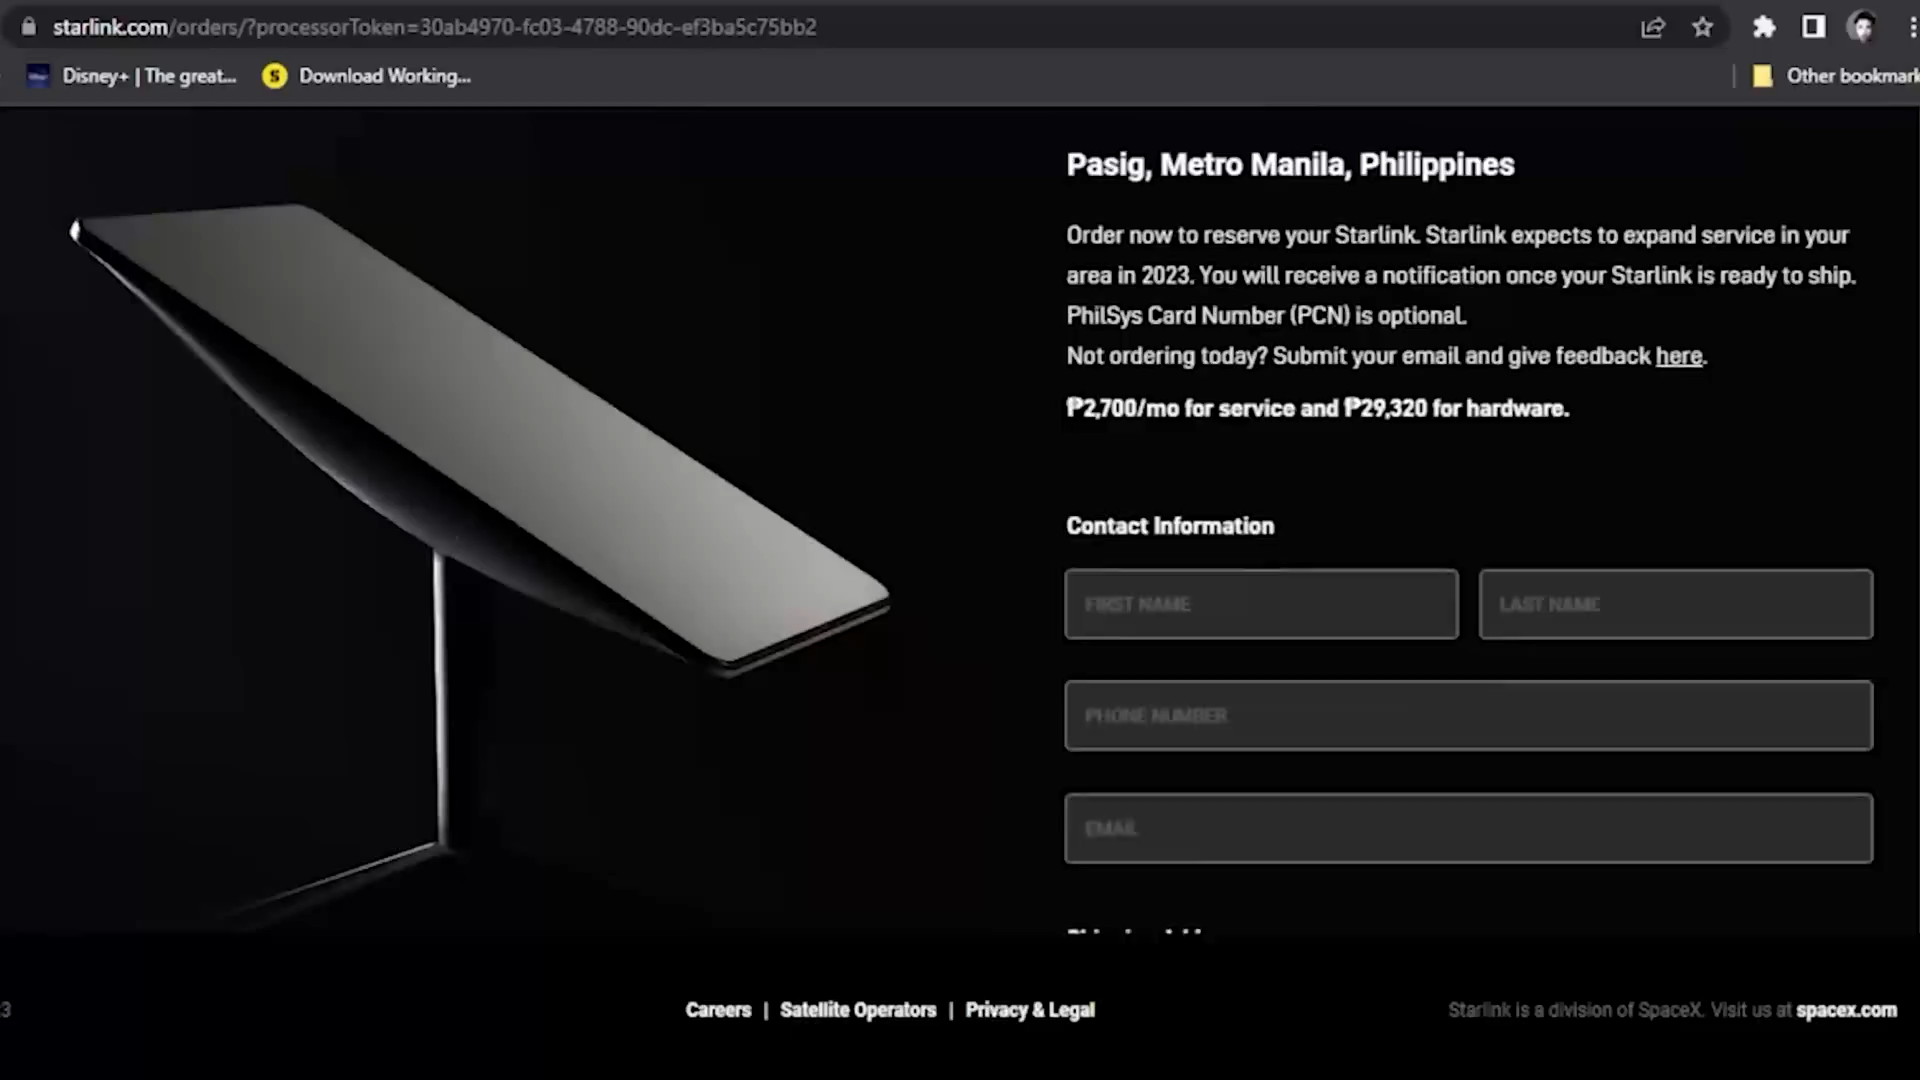 starlink.com/orders/?processorToken=30ab4970-fc03-4788-90dc-ef3ba5c75bb2
Disney+ | The great... Download Working... Other bookmark
Pasig, Metro Manila, Philippines
Order now to reserve your Starlink. Starlink expects to expand service in your
area in 2023. You will receive a notification once your Starlink is ready to ship.
PhilSys Card Number (PCN) is optional.
Not ordering today? Submit your email and give feedback here.
₱2,700/mo for service and ₱29,320 for hardware.
Contact Information
FIRST NAME LAST NAME
PHONE NUMBER
EMAIL
3 Careers | Satellite Operators | Privacy & Legal Starlink is a division of SpaceX. Visit us at spacex.com